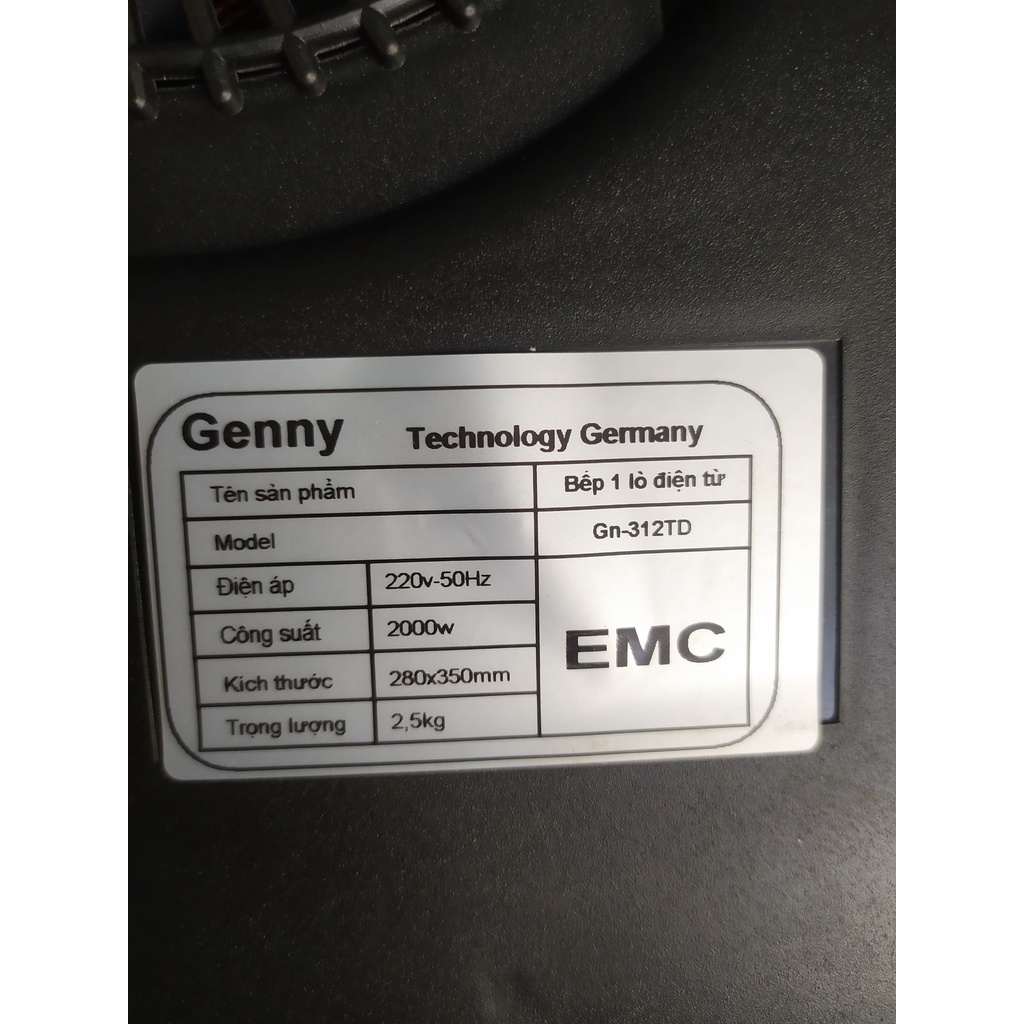 Genny Technology Germany
Tên sản phẩm Bếp 1 lò điện từ
Model Gn-312TD
Điện áp 220v-50Hz
Công suất 2000w
Kich thước 280x350mm
Trọng lượng 2,5kg
EMC